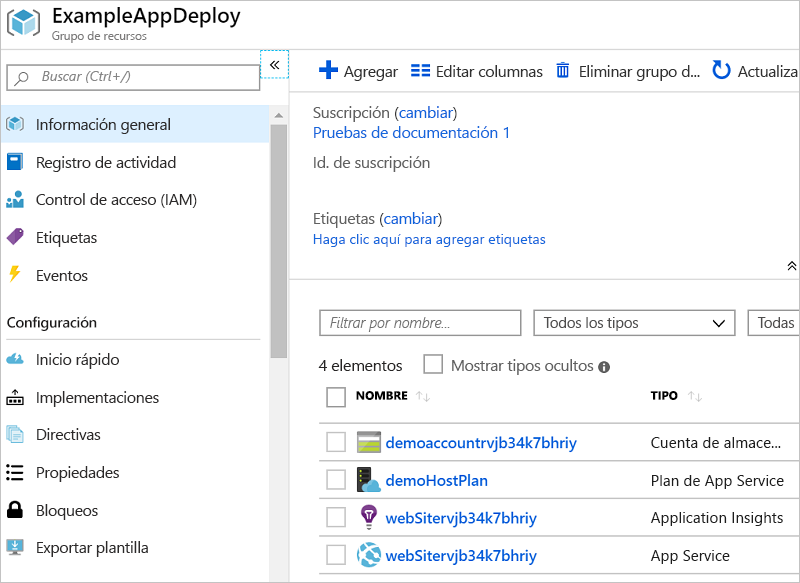 ExampleAppDeploy
Grupo de recursos
Buscar (Ctrl+/)
Información general
Registro de actividad
Control de acceso (IAM)
Etiquetas
Eventos
Configuración
Inicio rápido
Implementaciones
Directivas
Propiedades
Bloqueos
Exportar plantilla
Agregar
Editar columnas
Eliminar grupo d...
Actualiza
Suscripción (cambiar)
Pruebas de documentación 1
Id. de suscripción
Etiquetas (cambiar)
Haga clic aquí para agregar etiquetas
Filtrar por nombre...
Todos los tipos
Todas
4 elementos
Mostrar tipos ocultos
NOMBRE TIPO
demoaccountrvjb34k7bhriy Cuenta de almace...
demoHostPlan Plan de App Service
webSitervjb34k7bhriy Application Insights
webSitervjb34k7bhriy App Service